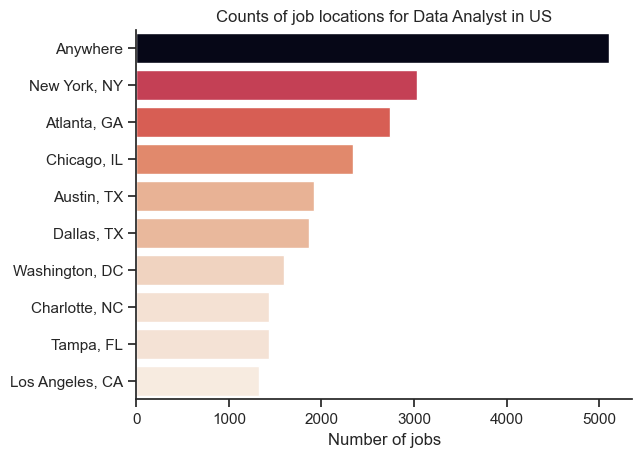 Counts of job locations for Data Analyst in US
Anywhere
New York, NY
Atlanta, GA
Chicago, IL
Austin, TX
Dallas, TX
Washington, DC
Charlotte, NC
Tampa, FL
Los Angeles, CA
0 1000 2000 3000 4000 5000
Number of jobs